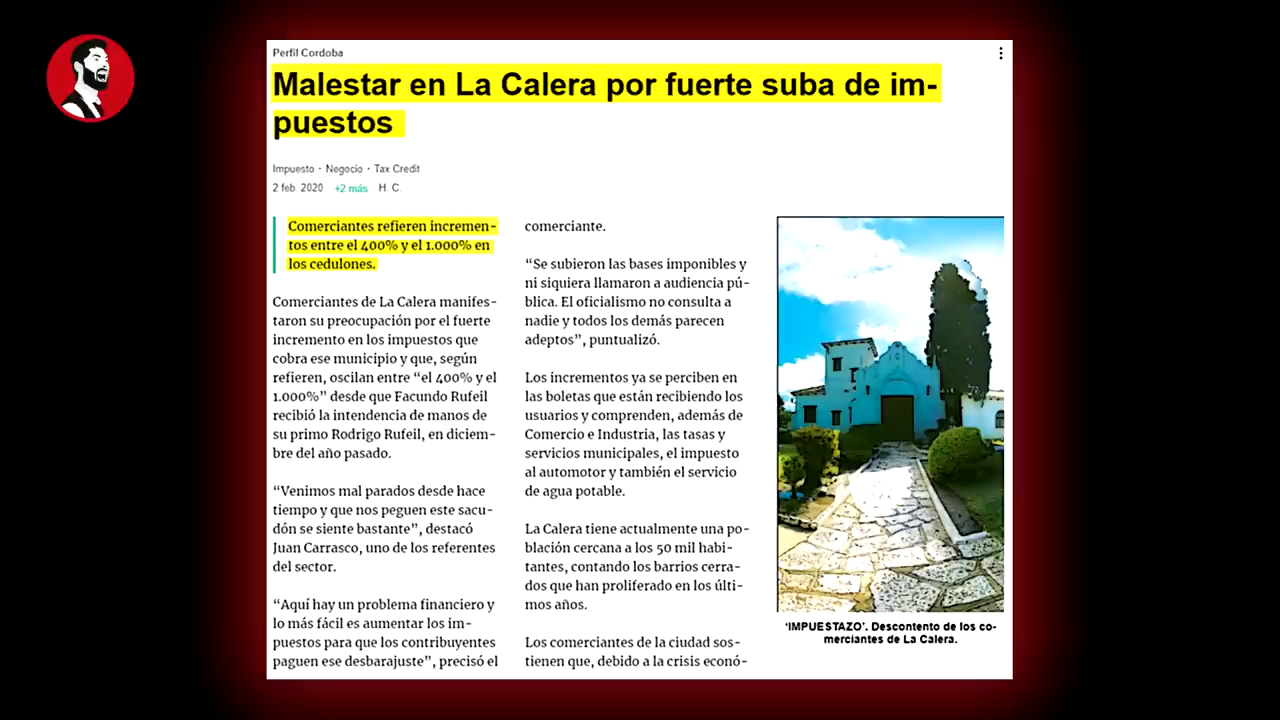 Perfil Cordoba
Malestar en La Calera por fuerte suba de im-
puestos
Impuesto · Negocio · Tax Credit
2 feb. 2020 +2 más H. C.
Comerciantes refieren incremen-
tos entre el 400% y el 1.000% en
los cedulones.
Comerciantes de La Calera manifes-
taron su preocupación por el fuerte
incremento en los impuestos que
cobra ese municipio y que, según
refieren, oscilan entre “el 400% y el
1.000%” desde que Facundo Rufeil
recibió la intendencia de manos de
su primo Rodrigo Rufeil, en diciem-
bre del año pasado.
“Venimos mal parados desde hace
tiempo y que nos peguen este sacu-
dón se siente bastante”, destacó
Juan Carrasco, uno de los referentes
del sector.
“Aquí hay un problema financiero y
lo más fácil es aumentar los im-
puestos para que los contribuyentes
paguen ese desbarajuste”, precisó el
comerciante.
“Se subieron las bases imponibles y
ni siquiera llamaron a audiencia pú-
blica. El oficialismo no consulta a
nadie y todos los demás parecen
adeptos”, puntualizó.
Los incrementos ya se perciben en
las boletas que están recibiendo los
usuarios y comprenden, además de
Comercio e Industria, las tasas y
servicios municipales, el impuesto
al automotor y también el servicio
de agua potable.
La Calera tiene actualmente una po-
blación cercana a los 50 mil habi-
tantes, contando los barrios cerra-
dos que han proliferado en los últi-
mos años.
Los comerciantes de la ciudad sos-
tienen que, debido a la crisis econó-
‘IMPUESTAZO’. Descontento de los co-
merciantes de La Calera.